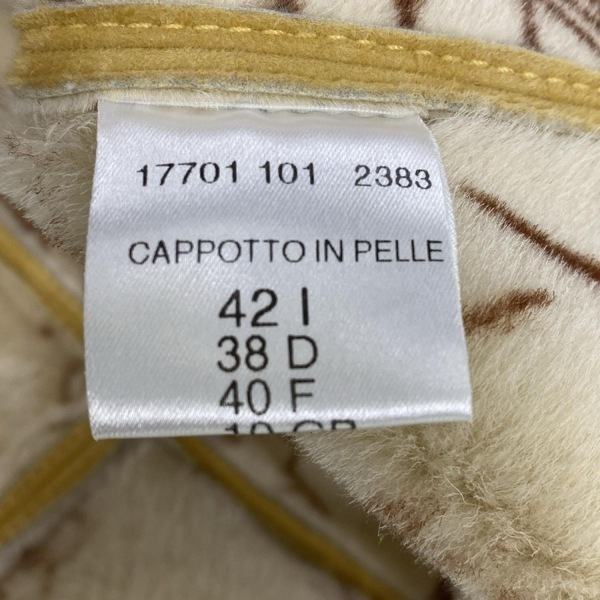 17701 101 2383
CAPPOTTO IN PELLE
42 I
38 D
40 F